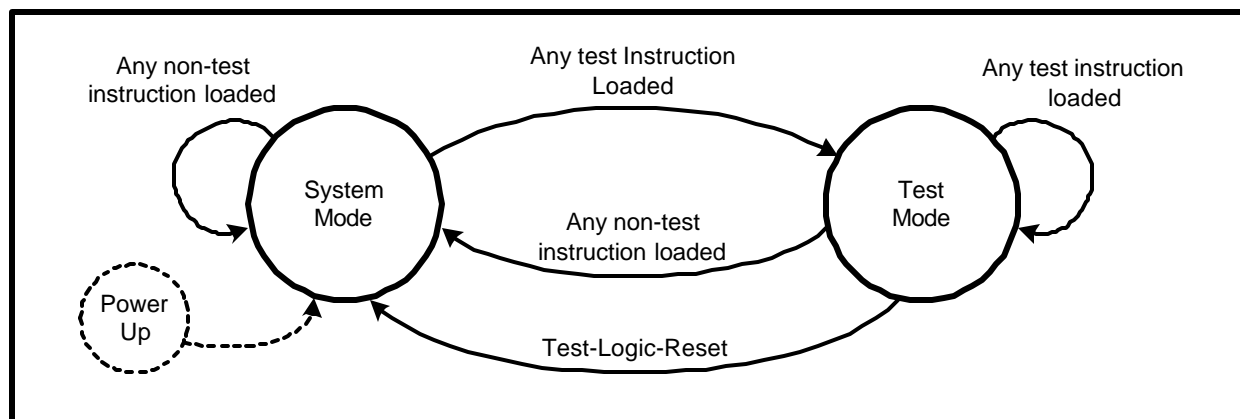 Any non-test
instruction loaded
Any test Instruction
Loaded
Any test instruction
loaded
System
Mode
Test
Mode
Any non-test
instruction loaded
Power
Up
Test-Logic-Reset